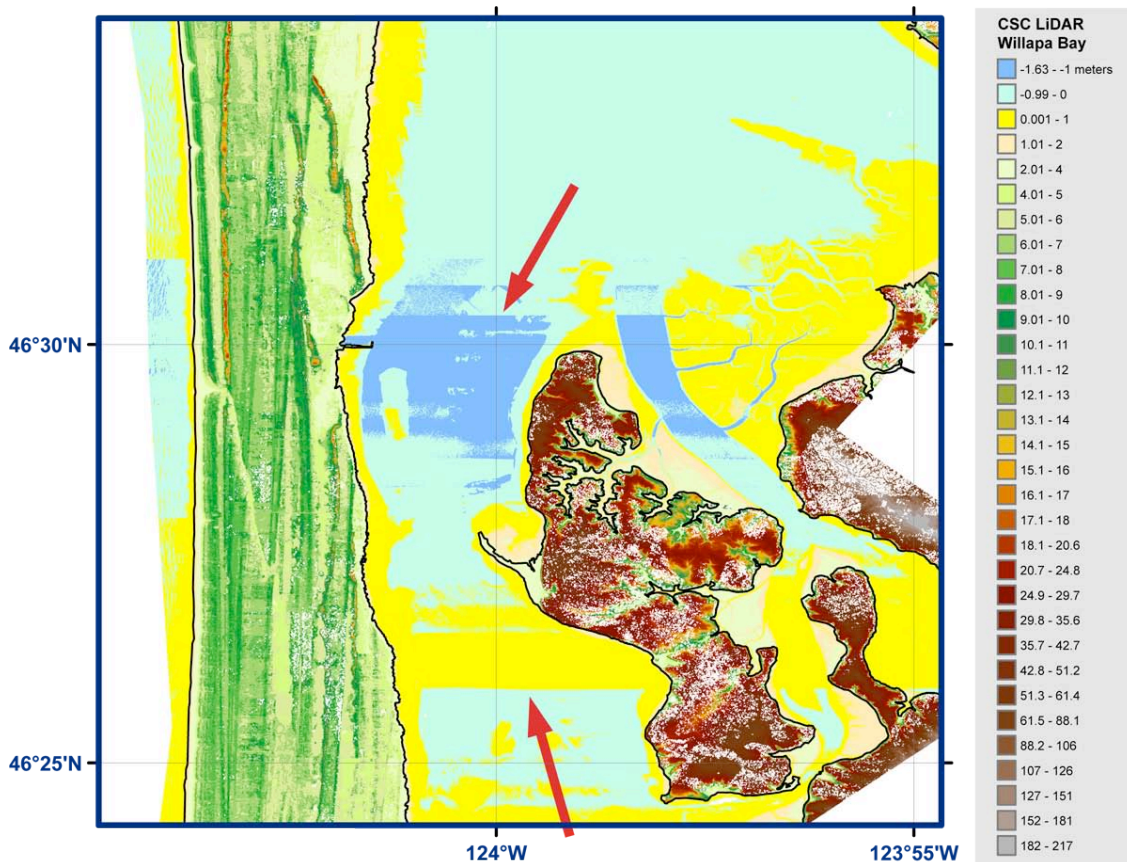 CSC LiDAR
Willapa Bay
-1.63 - -1 meters
-0.99 - 0
0.001 - 1
1.01 - 2
2.01 - 4
4.01 - 5
5.01 - 6
6.01 - 7
7.01 - 8
8.01 - 9
9.01 - 10
10.1 - 11
11.1 - 12
12.1 - 13
13.1 - 14
14.1 - 15
15.1 - 16
16.1 - 17
17.1 - 18
18.1 - 20.6
20.7 - 24.8
24.9 - 29.7
29.8 - 35.6
35.7 - 42.7
42.8 - 51.2
51.3 - 61.4
61.5 - 88.1
88.2 - 106
107 - 126
127 - 151
152 - 181
182 - 217
46°30'N
46°25'N
124°W
123°55'W